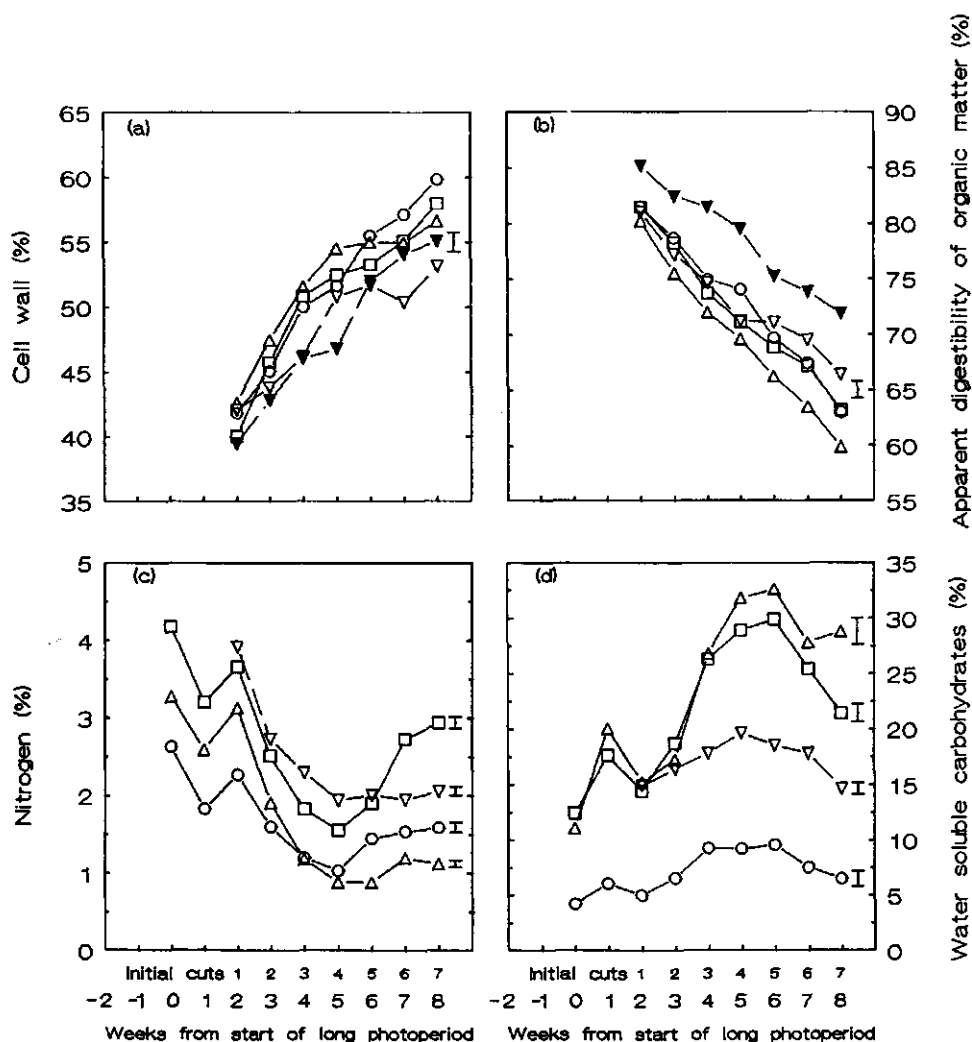 (a)
65
60
55
50
45
40
35
Cell wall (%)
(b)
90
85
80
75
70
65
60
55
Apparent digestibility of organic matter (%)
(c)
5
4
3
2
1
0
Nitrogen (%)
(d)
35
30
25
20
15
10
5
0
Water soluble carbohydrates (%)
Initial cuts 1 2 3 4 5 6 7
-2 -1 0 1 2 3 4 5 6 7 8
Weeks from start of long photoperiod
Initial cuts 1 2 3 4 5 6 7
-2 -1 0 1 2 3 4 5 6 7 8
Weeks from start of long photoperiod